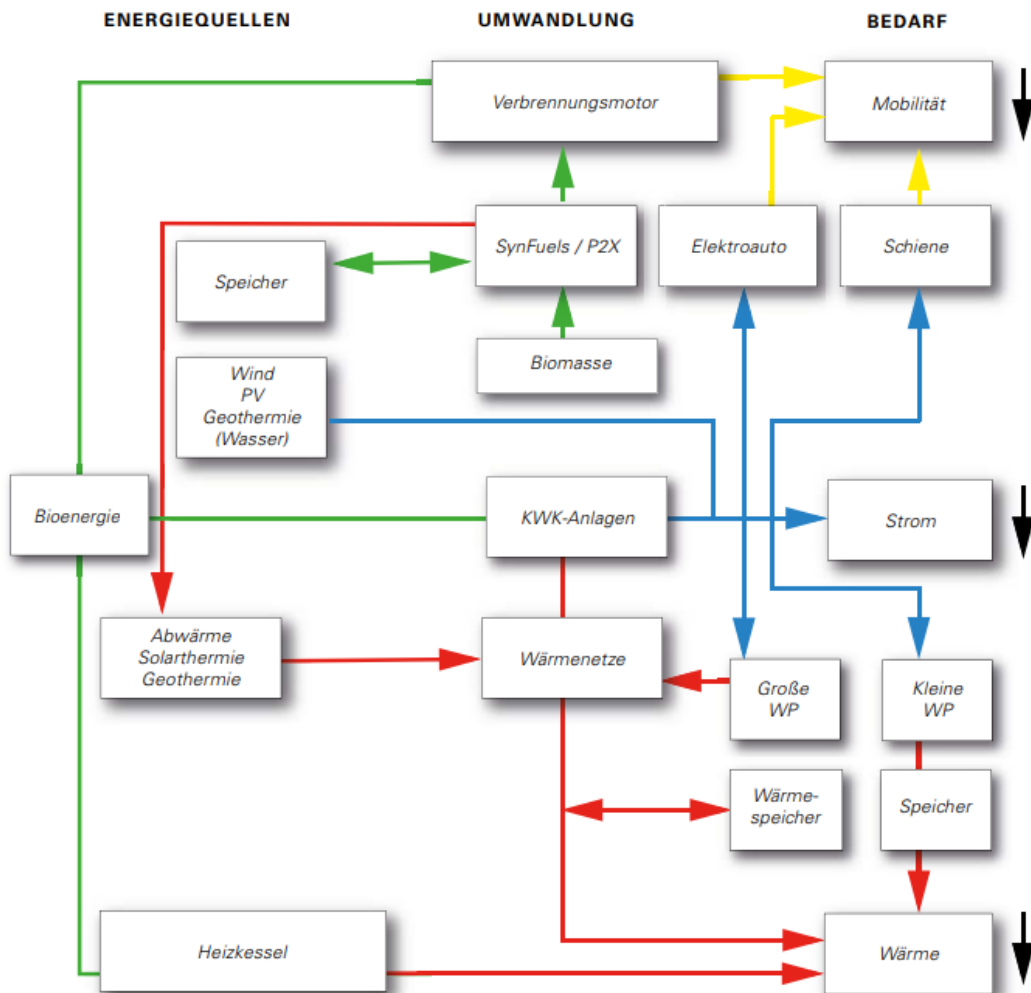 ENERGIEQUELLEN
UMWANDLUNG
BEDARF
Verbrennungsmotor
Mobilität
SynFuels / P2X
Elektroauto
Schiene
Speicher
Biomasse
Wind
PV
Geothermie
(Wasser)
Bioenergie
KWK-Anlagen
Strom
Abwärme
Solarthermie
Geothermie
Wärmenetze
Große
WP
Kleine
WP
Wärme-
speicher
Speicher
Heizkessel
Wärme